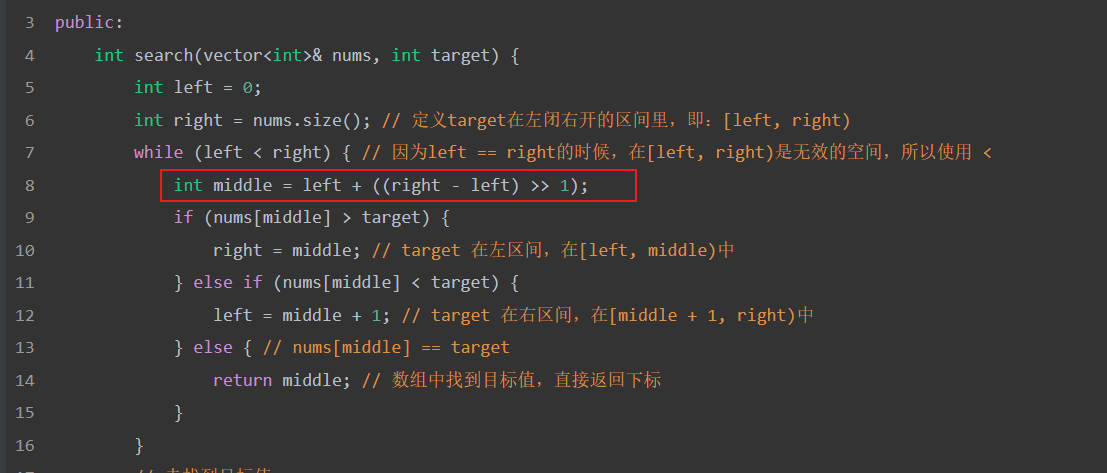 3 public:
4 int search(vector<int>& nums, int target) {
5 int left = 0;
6 int right = nums.size(); // 定义target在左闭右开的区间里，即：[left, right)
7 while (left < right) { // 因为left == right的时候，在[left, right)是无效的空间，所以使用 <
8 int middle = left + ((right - left) >> 1);
9 if (nums[middle] > target) {
10 right = middle; // target 在左区间，在[left, middle)中
11 } else if (nums[middle] < target) {
12 left = middle + 1; // target 在右区间，在[middle + 1, right)中
13 } else { // nums[middle] == target
14 return middle; // 数组中找到目标值，直接返回下标
15 }
16 }